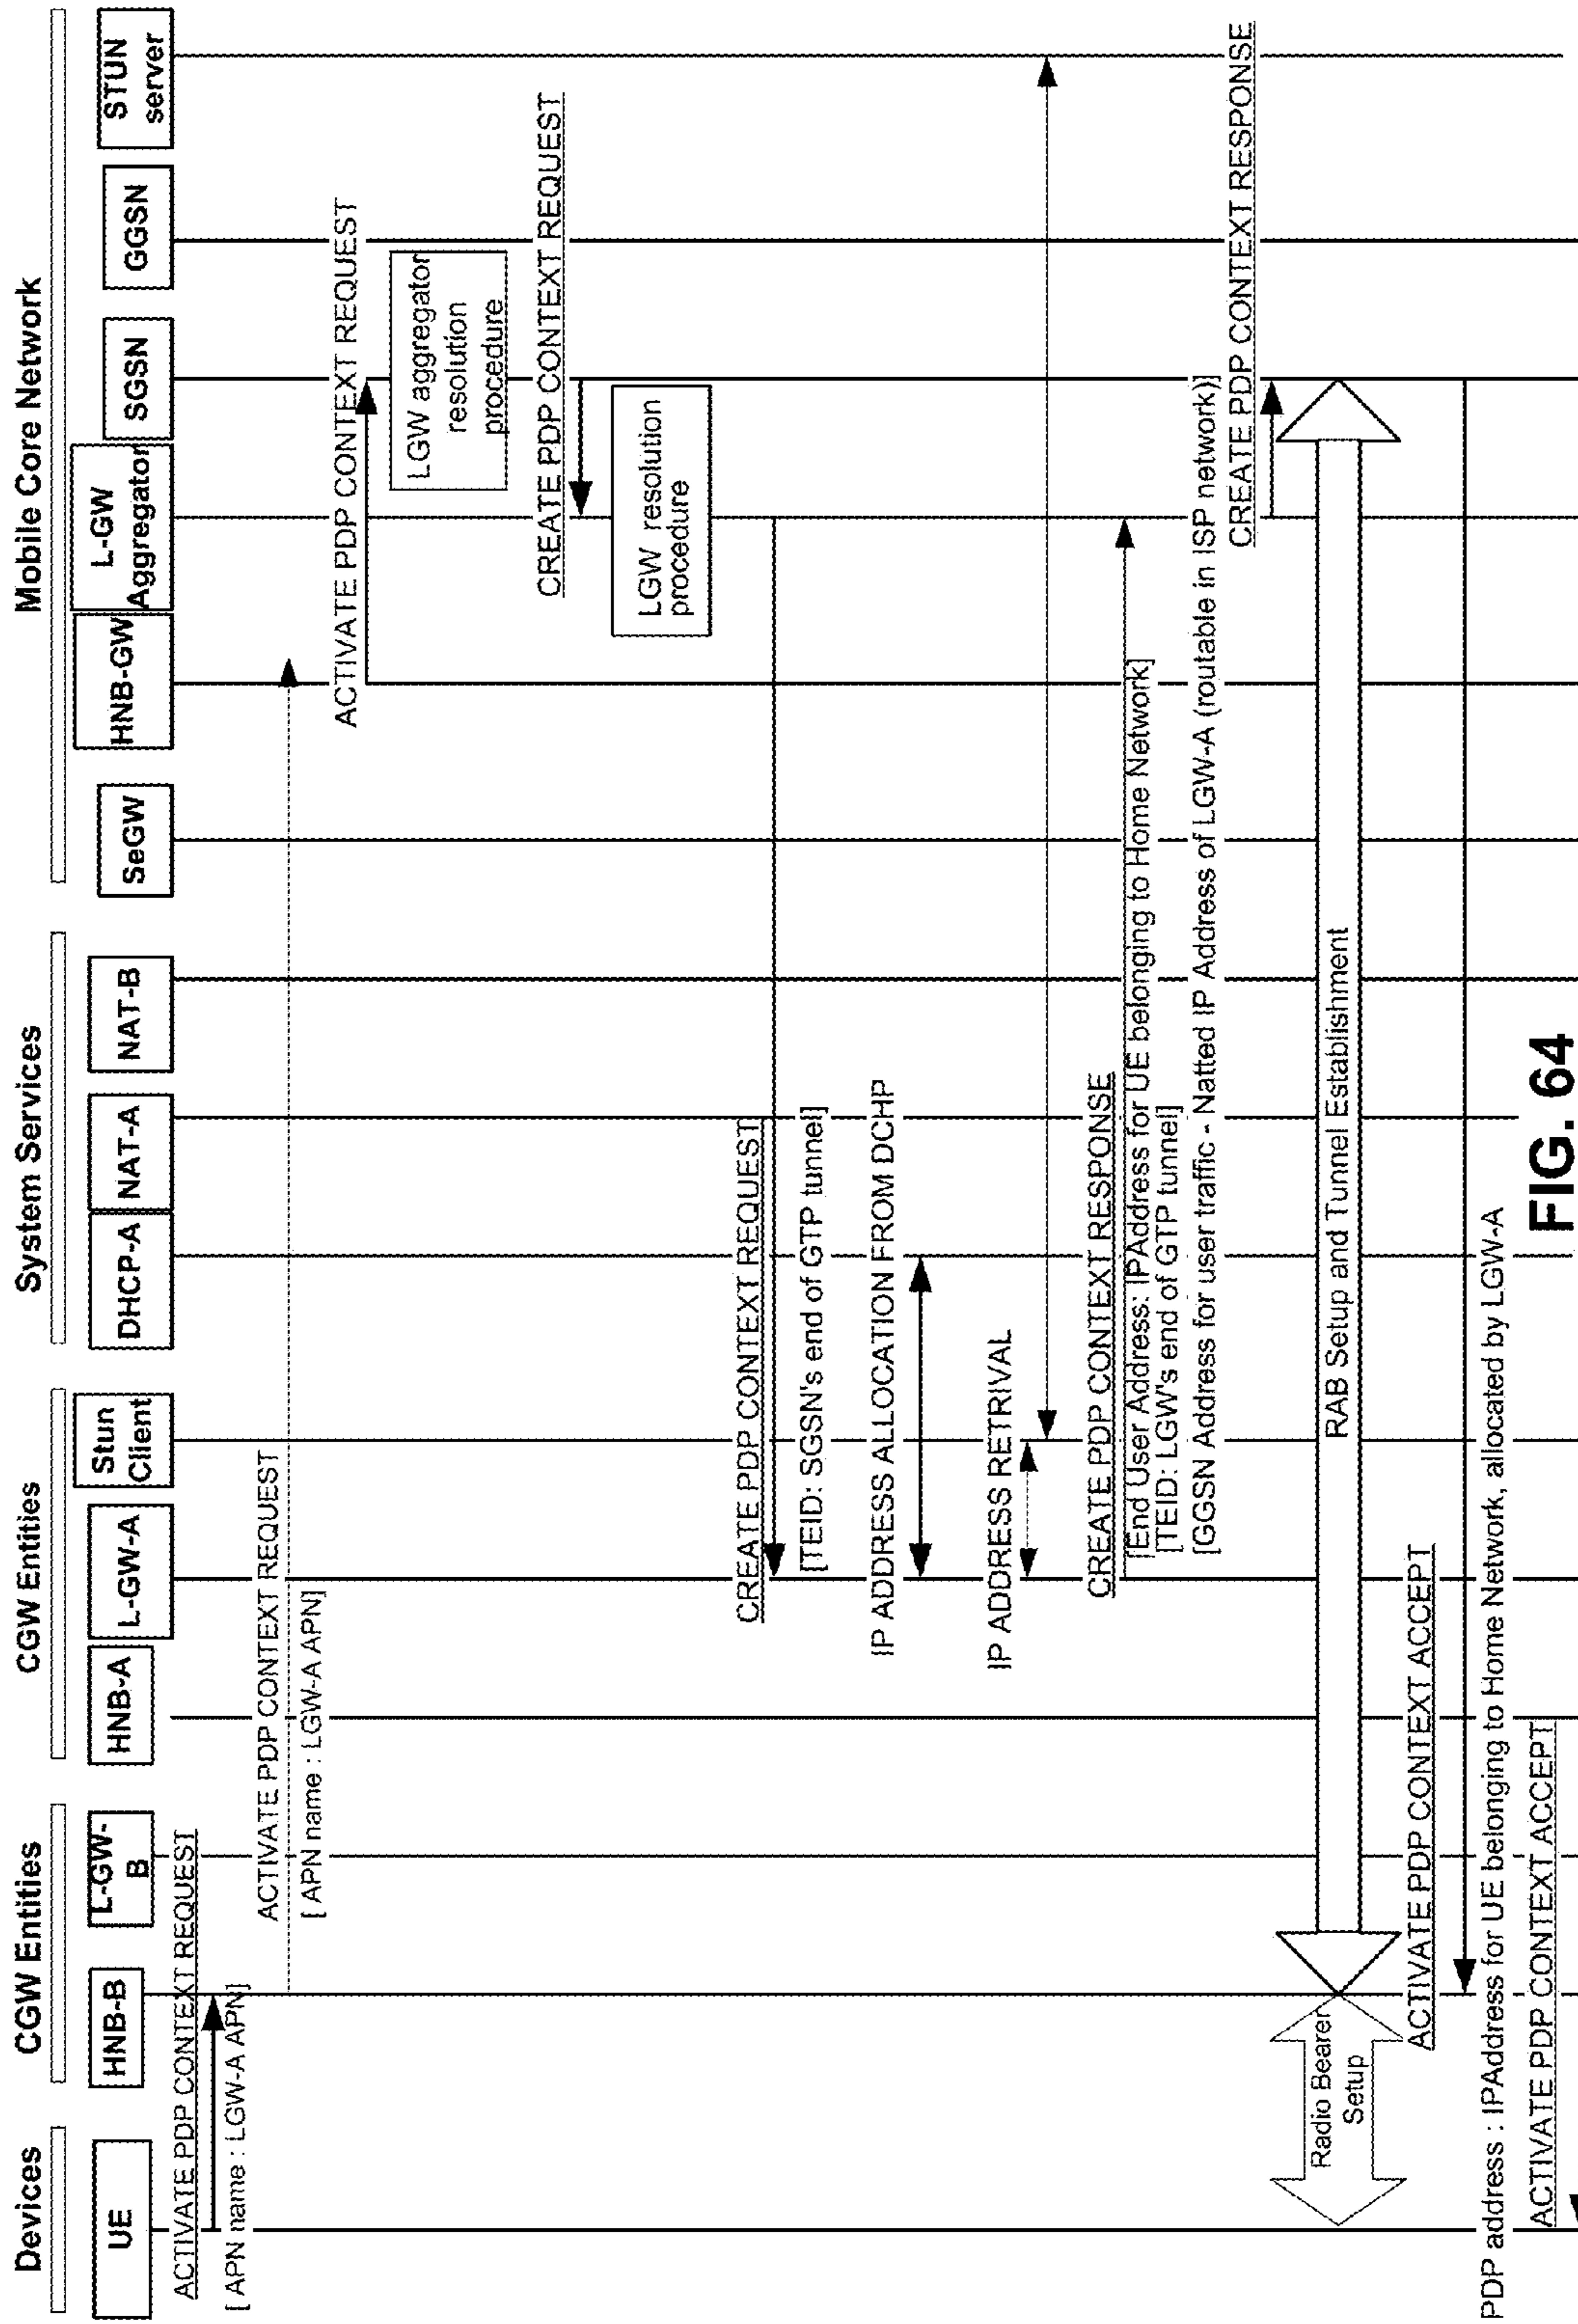 Devices
CGW Entities
CGW Entities
System Services
Mobile Core Network
UE
HNB-B
L-GW-
B
HNB-A
L-GW-A
Stun
Client
DHCP-A
NAT-A
NAT-B
SeGW
HNB-GW
L-GW
Aggregator
SGSN
GGSN
STUN
server
ACTIVATE PDP CONTEXT REQUEST
[ APN name : LGW-A APN]
ACTIVATE PDP CONTEXT REQUEST
[ APN name : LGW-A APN]
ACTIVATE PDP CONTEXT REQUEST
LGW aggregator
resolution
procedure
CREATE PDP CONTEXT REQUEST
LGW resolution
procedure
CREATE PDP CONTEXT REQUEST
[TEID: SGSN's end of GTP tunnel]
IP ADDRESS ALLOCATION FROM DCHP
IP ADDRESS RETRIVAL
CREATE PDP CONTEXT RESPONSE
[End User Address: IPAddress for UE belonging to Home Network]
[TEID: LGW's end of GTP tunnel]
[GGSN Address for user traffic - Natted IP Address of LGW-A (routable in ISP network)]
CREATE PDP CONTEXT RESPONSE
RAB Setup and Tunnel Establishment
Radio Bearer
Setup
ACTIVATE PDP CONTEXT ACCEPT
PDP address : IPAddress for UE belonging to Home Network, allocated by LGW-A
ACTIVATE PDP CONTEXT ACCEPT
FIG. 64